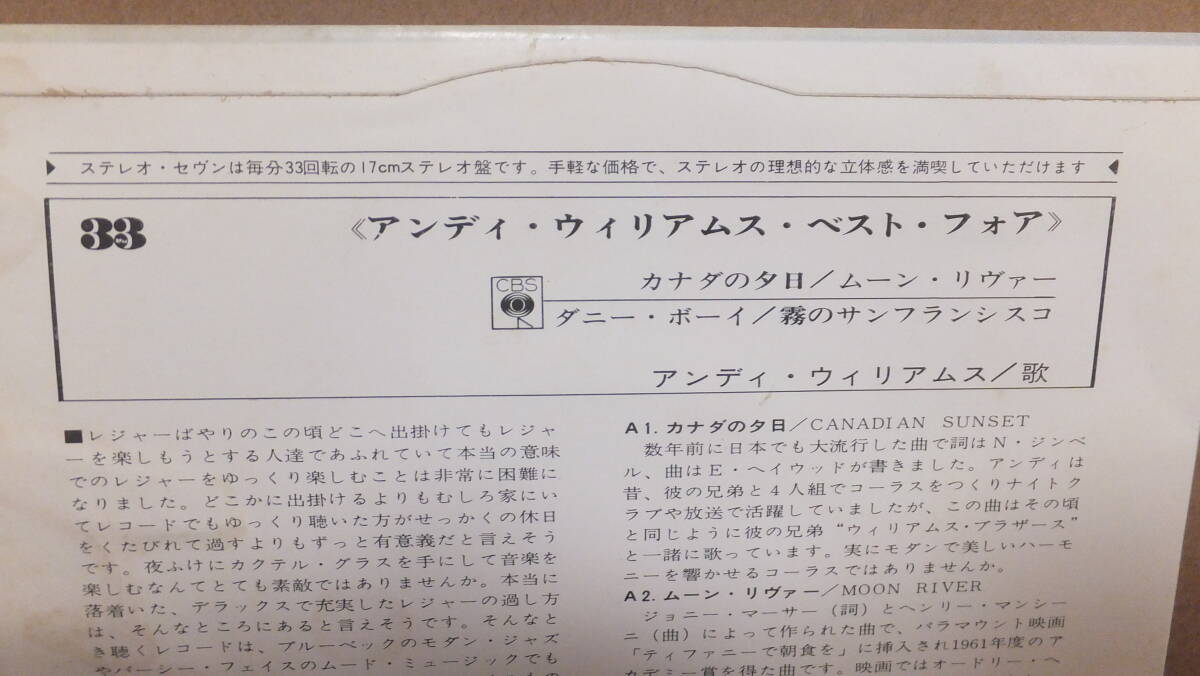 ステレオ・セヴンは毎分33回転の17cmステレオ盤です。手軽な価格で、ステレオの理想的な立体感を満喫していただけます
33
《アンディ・ウィリアムス・ベスト・フォア》
CBS
カナダの夕日/ムーン・リヴァー
ダニー・ボーイ/霧のサンフランシスコ
アンディ・ウィリアムス/歌
■レジャーばやりのこの頃どこへ出掛けてもレジャ
ーを楽しもうとする人達であふれていて本当の意味
でのレジャーをゆっくり楽しむことは非常に困難に
なりました。どこかに出掛けるよりもむしろ家にい
てレコードでもゆっくり聴いた方がせっかくの休日
をくたびれて過すよりもずっと有意義だと言えそう
です。夜ふけにカクテル・グラスを手にして音楽を
楽しむなんてとても素敵ではありませんか。本当に
落着いた、デラックスで充実したレジャーの過し方
は、そんなところにあると言えそうです。そんなと
き聴くレコードは、ブルーベックのモダン・ジャズ
やパーシー・フェイスのムード・ミュージックでも
A1. カナダの夕日/CANADIAN SUNSET
数年前に日本でも大流行した曲で詞はN・ジンベ
ル、曲はE・ヘイウッドが書きました。アンディは
昔、彼の兄弟と4人組でコーラスをつくりナイトク
ラブや放送で活躍していましたが、この曲はその頃
と同じように彼の兄弟“ウィリアムス・ブラザース”
と一諸に歌っています。実にモダンで美しいハーモ
ニーを響かせるコーラスではありませんか。
A2. ムーン・リヴァー/MOON RIVER
ジョニー・マーサー(詞)とヘンリー・マンシー
ニ(曲)によって作られた曲で、パラマウント映画
「ティファニーで朝食を」に挿入され1961年度のア
カデミー賞を得た曲です。映画ではオードリー・ヘ